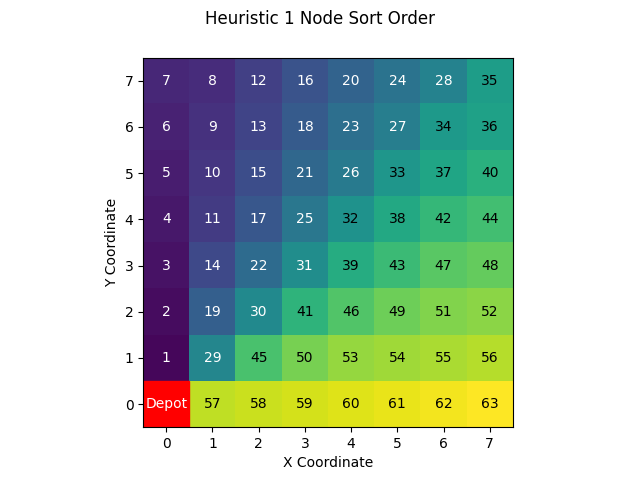 Heuristic 1 Node Sort Order
7 7 8 12 16 20 24 28 35
6 6 9 13 18 23 27 34 36
5 5 10 15 21 26 33 37 40
4 4 11 17 25 32 38 42 44
3 3 14 22 31 39 43 47 48
2 2 19 30 41 46 49 51 52
1 1 29 45 50 53 54 55 56
0 Depot 57 58 59 60 61 62 63
0 1 2 3 4 5 6 7
X Coordinate
Y Coordinate